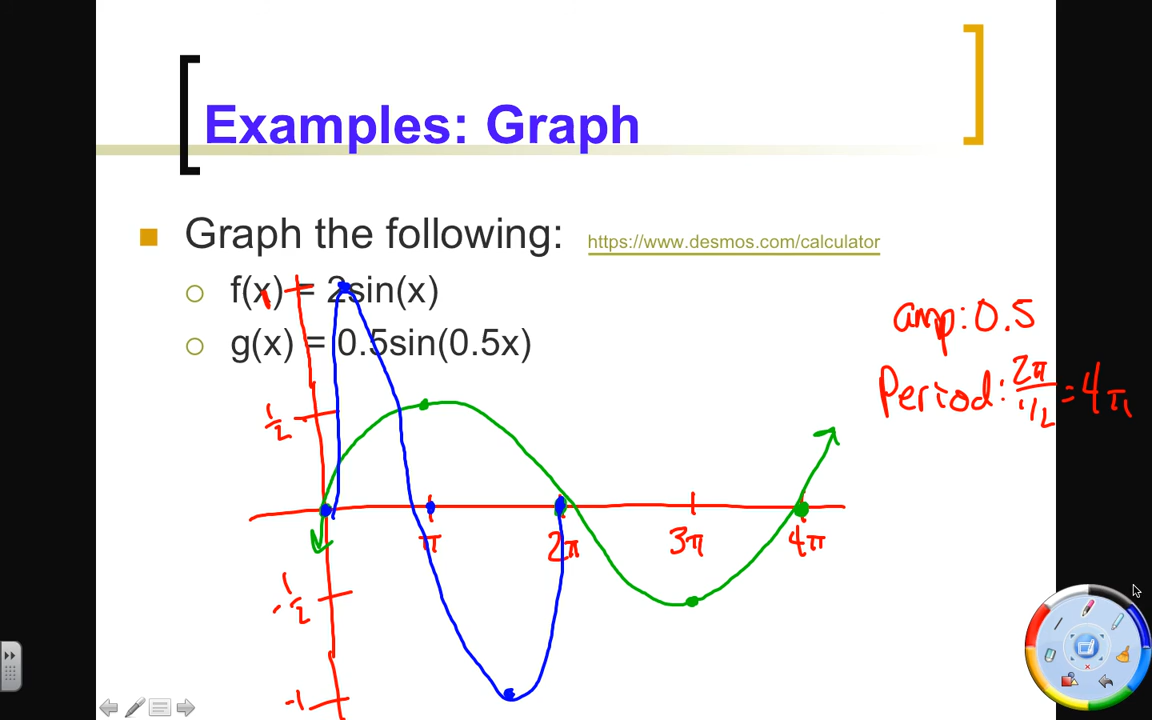 Examples: Graph
Graph the following: https://www.desmos.com/calculator
f(x) = 2sin(x)
g(x) = 0.5sin(0.5x)
amp: 0.5
Period: 2π/1/2 = 4π
1
1/2
π 2π 3π 4π
-1/2
-1